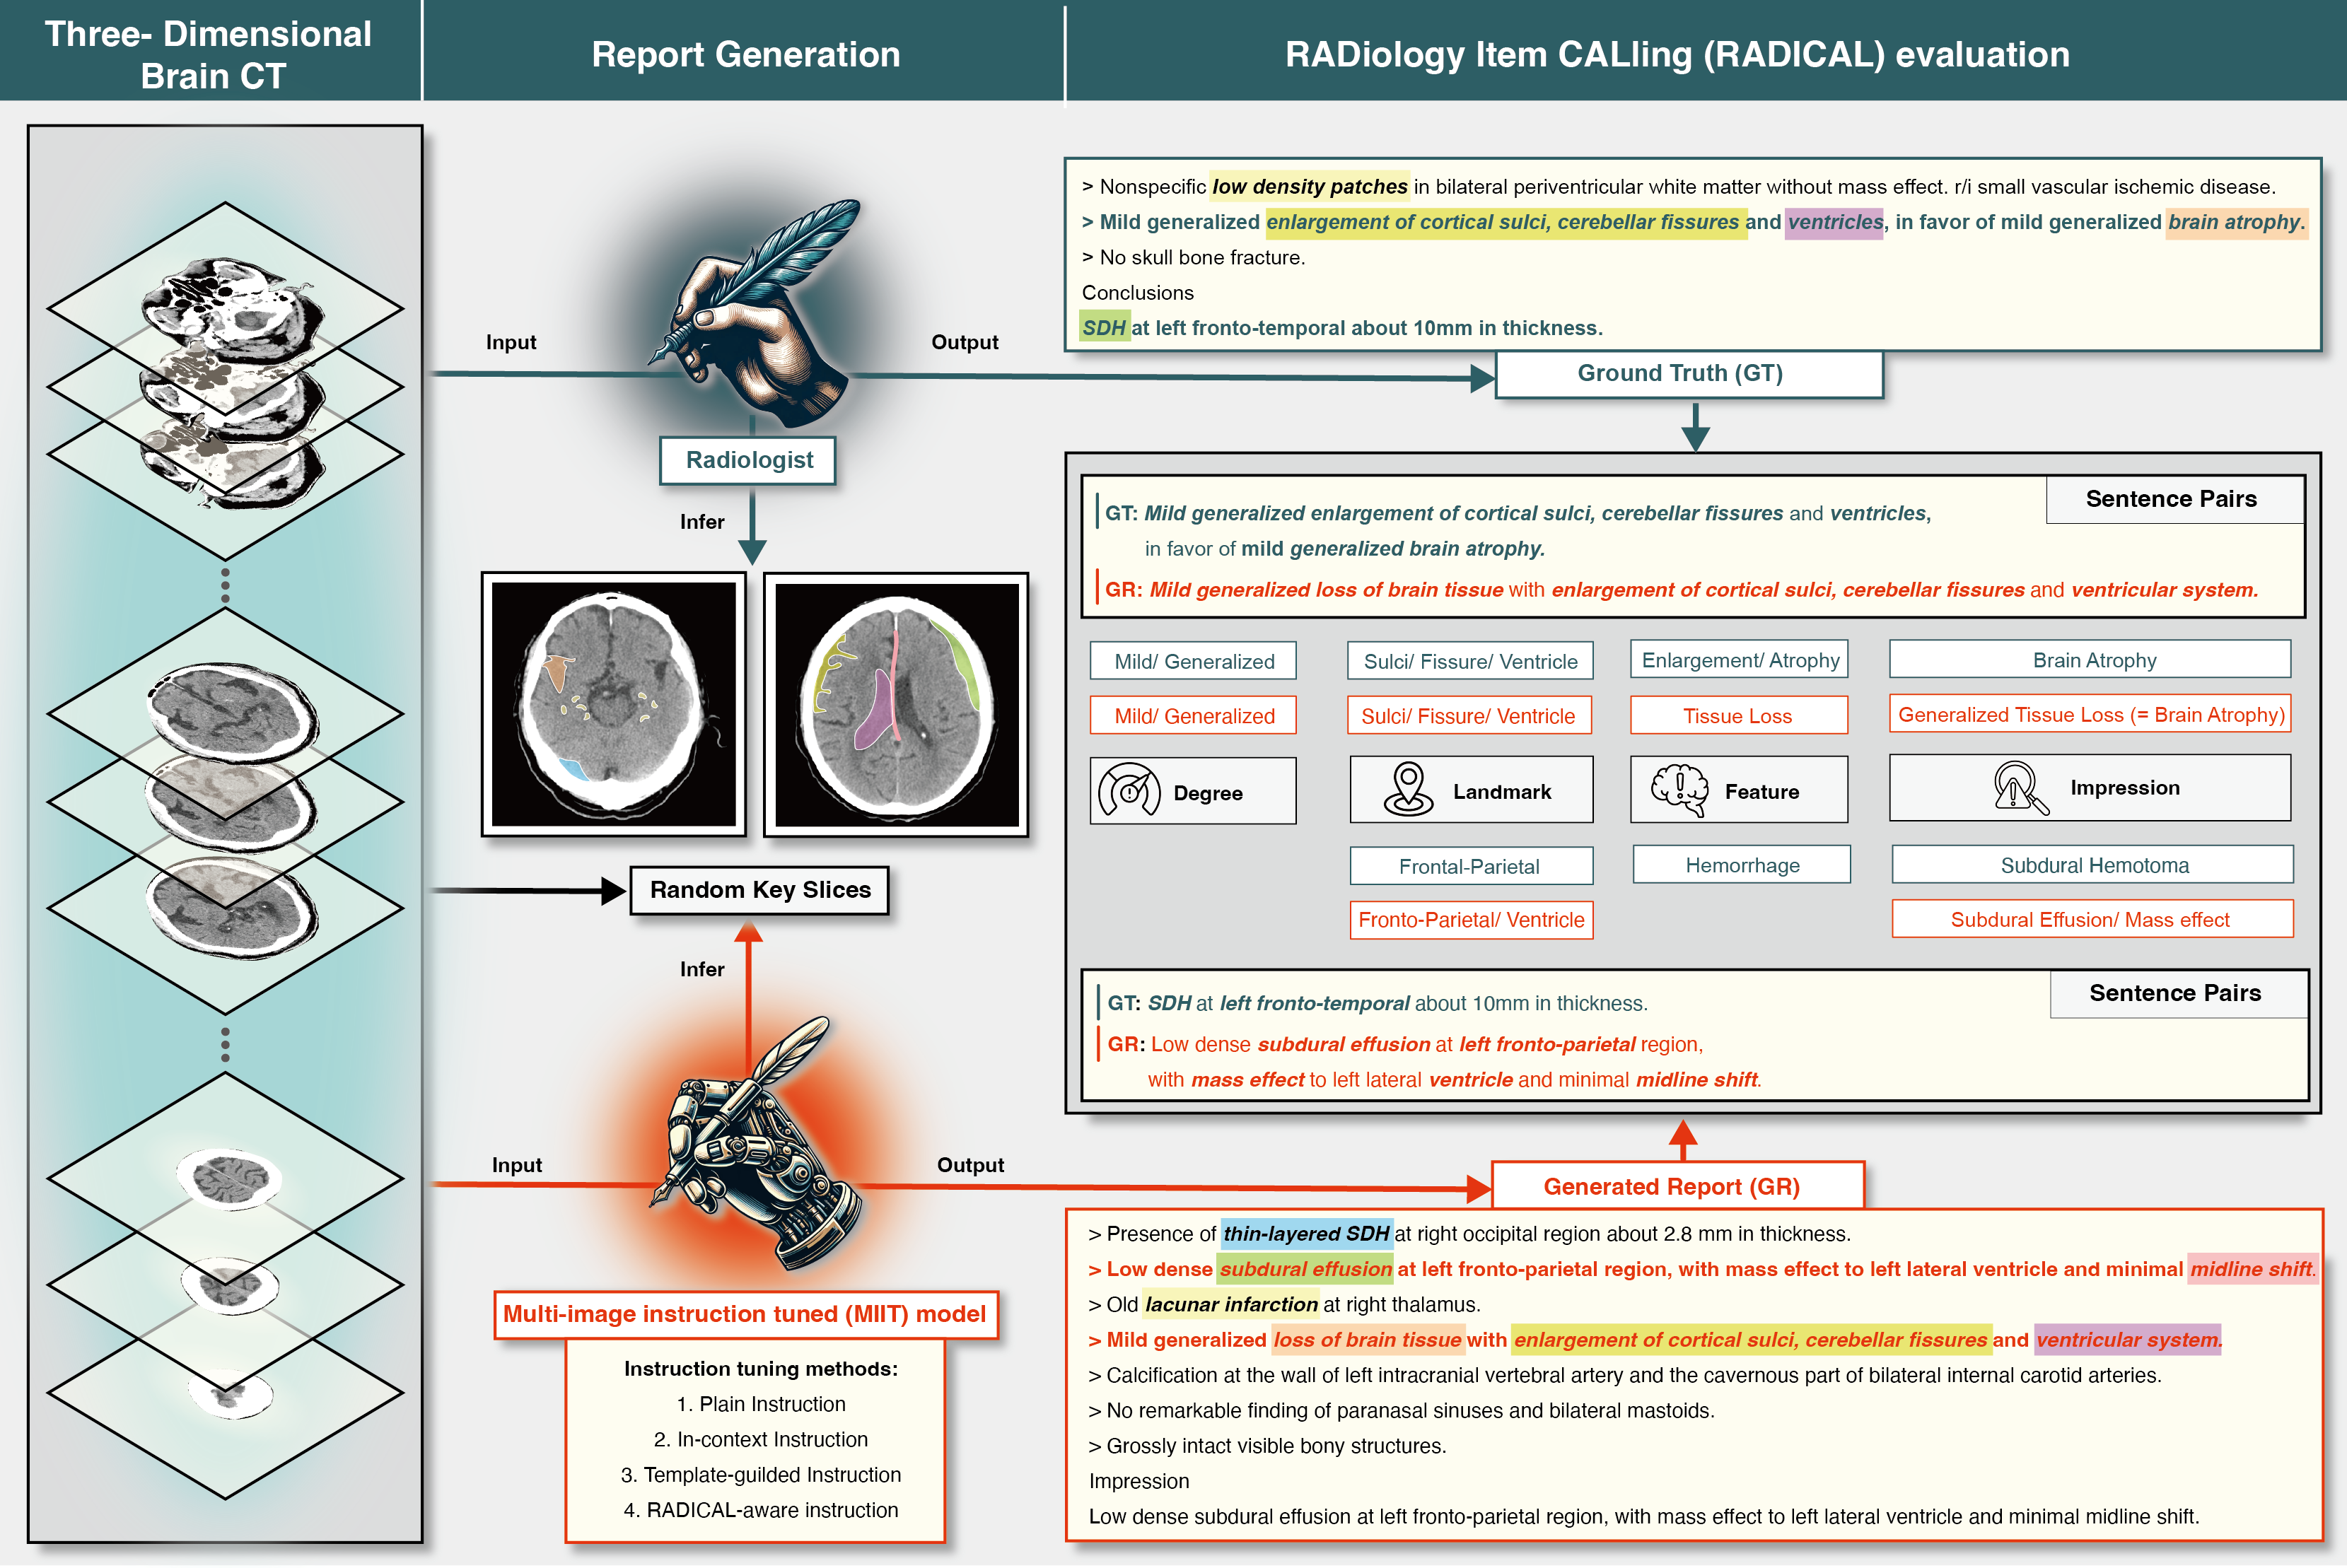 Three- Dimensional
Brain CT
Report Generation
RADiology Item CALling (RADICAL) evaluation
Input
Output
Radiologist
Infer
Random Key Slices
Infer
Input
Output
Multi-image instruction tuned (MIIT) model
Instruction tuning methods:
1. Plain Instruction
2. In-context Instruction
3. Template-guilded Instruction
4. RADICAL-aware instruction
> Nonspecific low density patches in bilateral periventricular white matter without mass effect. r/i small vascular ischemic disease.
> Mild generalized enlargement of cortical sulci, cerebellar fissures and ventricles, in favor of mild generalized brain atrophy.
> No skull bone fracture.
Conclusions
SDH at left fronto-temporal about 10mm in thickness.
Ground Truth (GT)
Sentence Pairs
GT: Mild generalized enlargement of cortical sulci, cerebellar fissures and ventricles,
in favor of mild generalized brain atrophy.
GR: Mild generalized loss of brain tissue with enlargement of cortical sulci, cerebellar fissures and ventricular system.
Mild/ Generalized
Sulci/ Fissure/ Ventricle
Enlargement/ Atrophy
Brain Atrophy
Mild/ Generalized
Sulci/ Fissure/ Ventricle
Tissue Loss
Generalized Tissue Loss (= Brain Atrophy)
Degree
Landmark
Feature
Impression
Frontal-Parietal
Hemorrhage
Subdural Hemotoma
Fronto-Parietal/ Ventricle
Subdural Effusion/ Mass effect
Sentence Pairs
GT: SDH at left fronto-temporal about 10mm in thickness.
GR: Low dense subdural effusion at left fronto-parietal region,
with mass effect to left lateral ventricle and minimal midline shift.
Generated Report (GR)
> Presence of thin-layered SDH at right occipital region about 2.8 mm in thickness.
> Low dense subdural effusion at left fronto-parietal region, with mass effect to left lateral ventricle and minimal midline shift.
> Old lacunar infarction at right thalamus.
> Mild generalized loss of brain tissue with enlargement of cortical sulci, cerebellar fissures and ventricular system.
> Calcification at the wall of left intracranial vertebral artery and the cavernous part of bilateral internal carotid arteries.
> No remarkable finding of paranasal sinuses and bilateral mastoids.
> Grossly intact visible bony structures.
Impression
Low dense subdural effusion at left fronto-parietal region, with mass effect to left lateral ventricle and minimal midline shift.